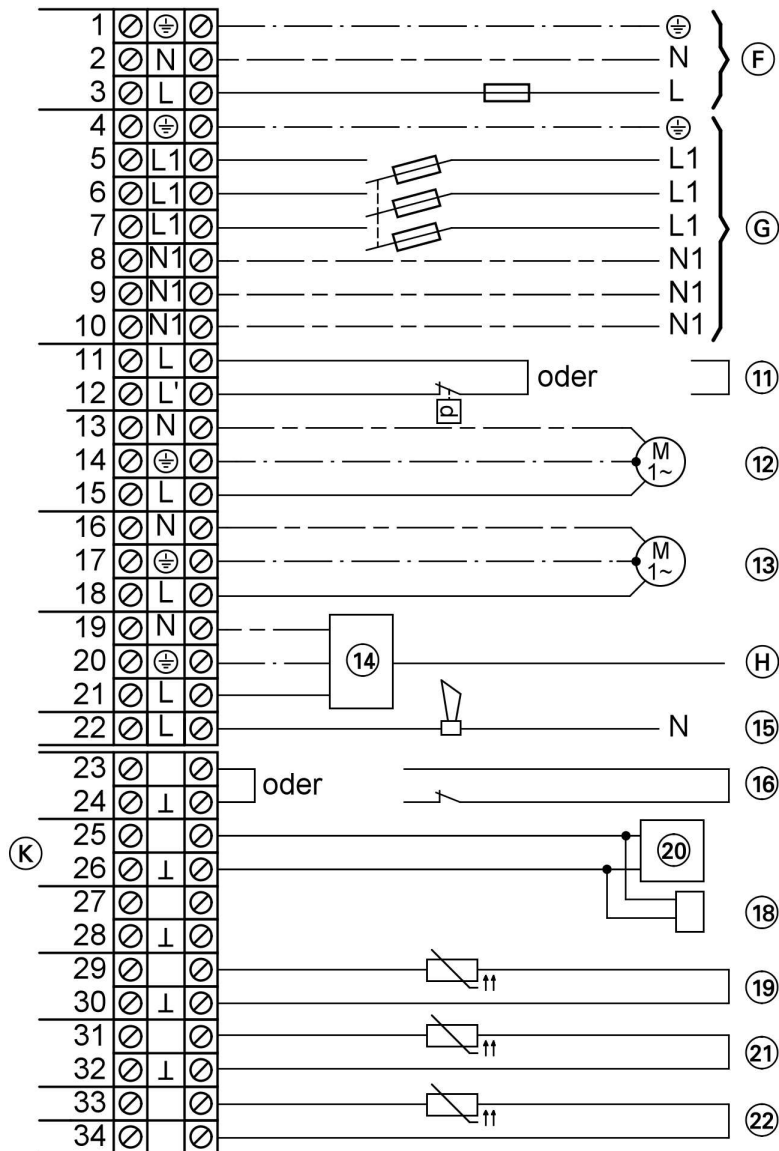 1 ⏚ ⏚
2 N N F
3 L L
4 ⏚ ⏚
5 L1 L1
6 L1 L1
7 L1 L1 G
8 N1 N1
9 N1 N1
10 N1 N1
11 L oder 11
12 L' p
13 N
14 ⏚ M 1~ 12
15 L
16 N
17 ⏚ M 1~ 13
18 L
19 N
20 ⏚ 14 H
21 L
22 L N 15
23 oder 16
24 ⊥
25 20
K
26 ⊥
27 18
28 ⊥
29 19
30 ⊥
31 21
32 ⊥
33 22
34